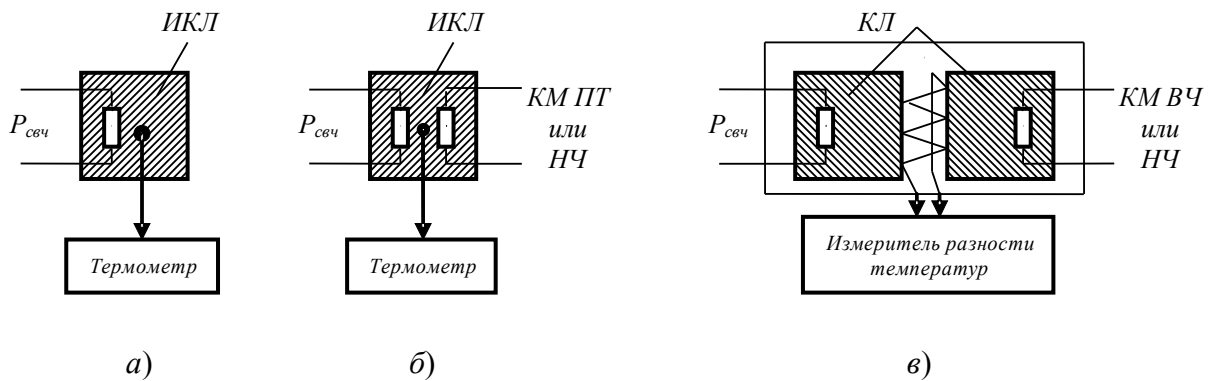 ИКЛ
Pсвч
Термометр
а)
ИКЛ
Pсвч
КМ ПТ
или
НЧ
Термометр
б)
КЛ
Pсвч
КМ ВЧ
или
НЧ
Измеритель разности
температур
в)